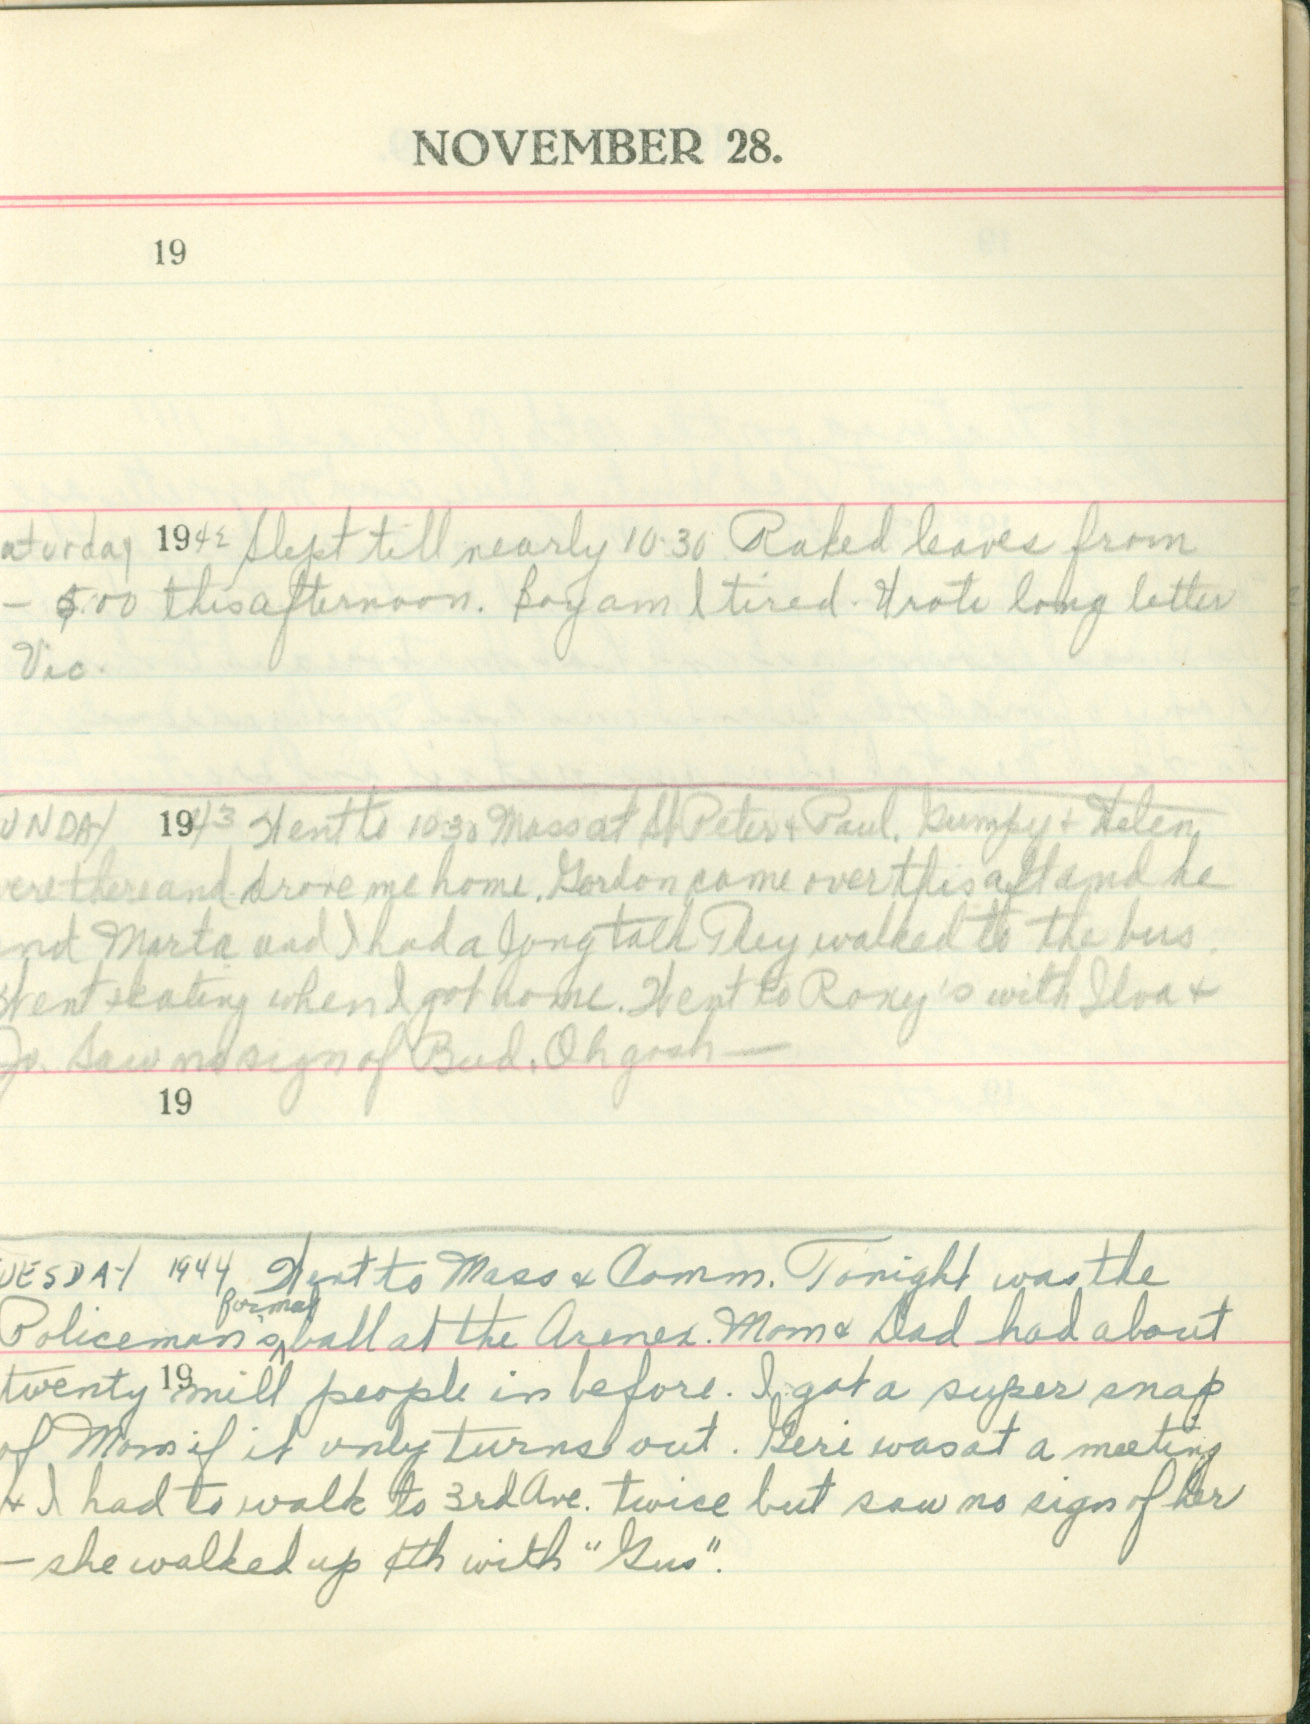 NOVEMBER 28.
19
aturday 1942 Slept till nearly 10:30 Raked leaves from
- 5:00 this afternoon. Boy am I tired. Wrote long letter
Vic.
UNDAY 1943 Went to 10:30 Mass at St Peter & Paul. Gumpy & Helen
were there and drove me home. Gordon came over this aft and he
and Marta and I had a long talk They walked to the bus.
Went skating when I got home. Went to Roxy's with Ilva &
Jo. Saw no sign of Bud. Oh gosh —
19
UESDAY 1944 Went to Mass & Comm. Tonight was the
Policeman's formal ball at the Arena. Mom & Dad had about
19
twenty mill people in before. I got a super snap
of Mom if it only turns out. Geri was at a meeting
& I had to walk to 3rd Ave. twice but saw no sign of her
— she walked up with "Gus".